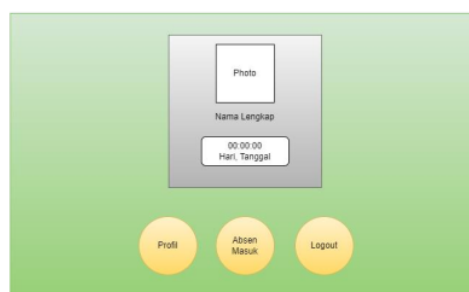 Photo
Nama Lengkap
00:00:00
Hari, Tanggal
Profil
Absen
Masuk
Logout